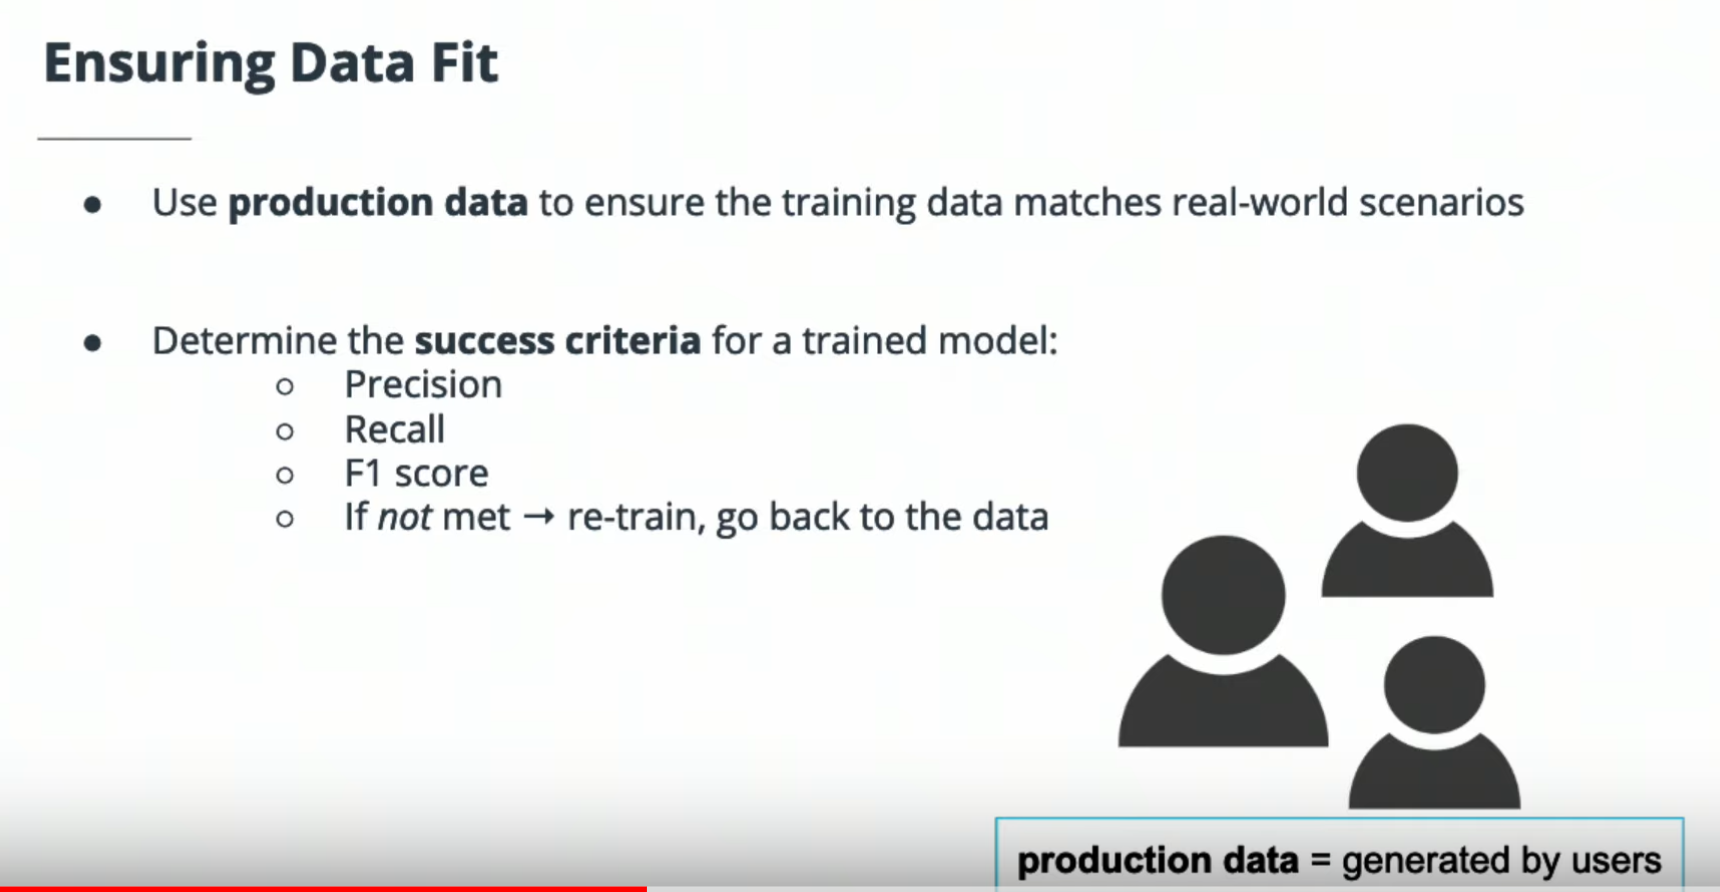 Ensuring Data Fit
● Use production data to ensure the training data matches real-world scenarios
● Determine the success criteria for a trained model:
○ Precision
○ Recall
○ F1 score
○ If not met → re-train, go back to the data
production data = generated by users